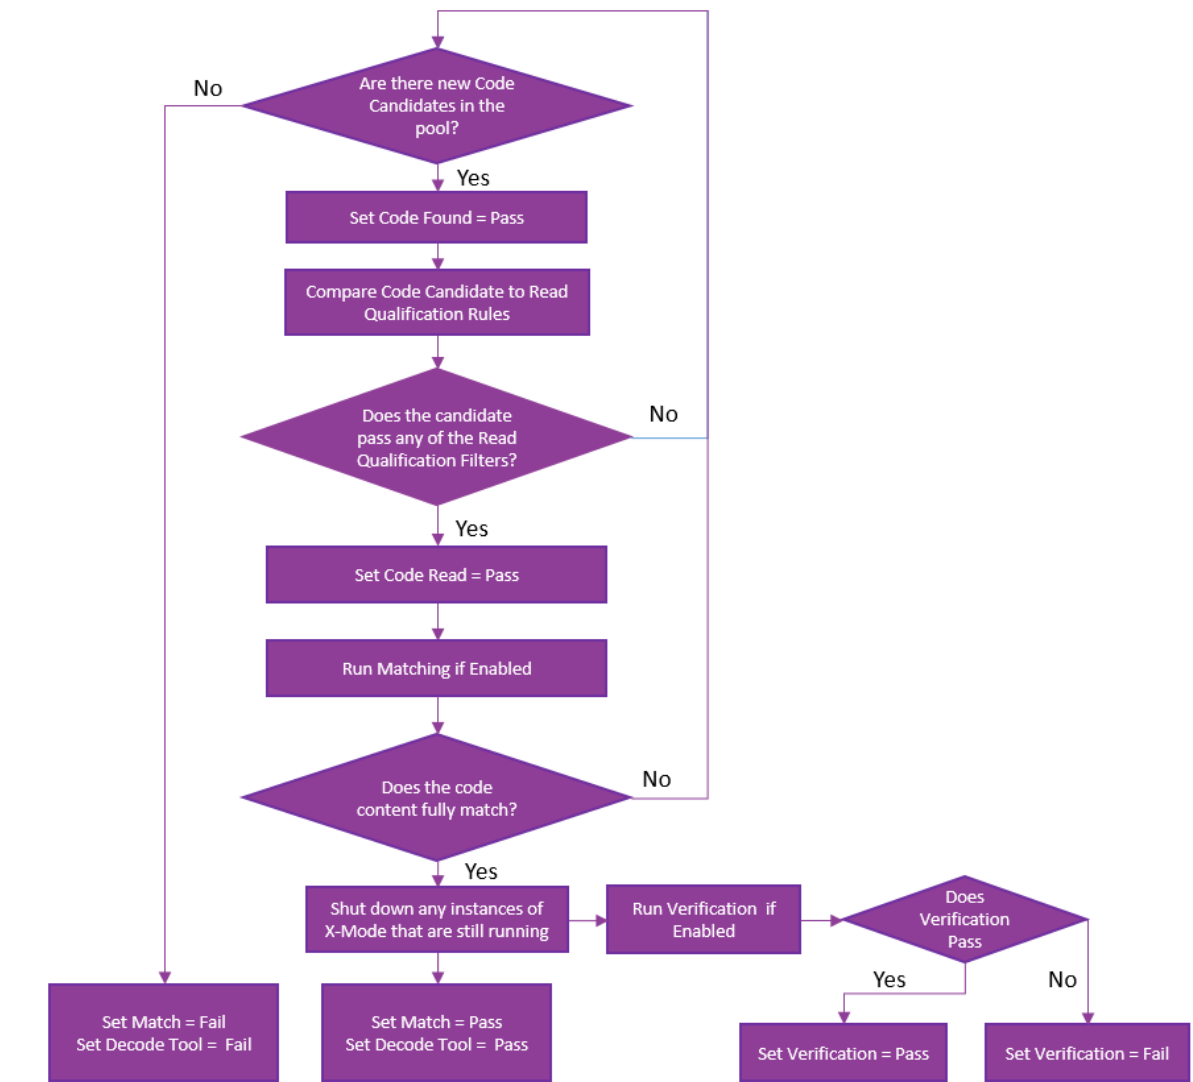 No
Are there new Code
Candidates in the
pool?
Yes
Set Code Found = Pass
Compare Code Candidate to Read
Qualification Rules
Does the candidate
pass any of the Read
Qualification Filters?
No
Yes
Set Code Read = Pass
Run Matching if Enabled
Does the code
content fully match?
No
Yes
Shut down any instances of
X-Mode that are still running
Run Verification if
Enabled
Does
Verification
Pass
Yes
No
Set Match = Fail
Set Decode Tool = Fail
Set Match = Pass
Set Decode Tool = Pass
Set Verification = Pass
Set Verification = Fail